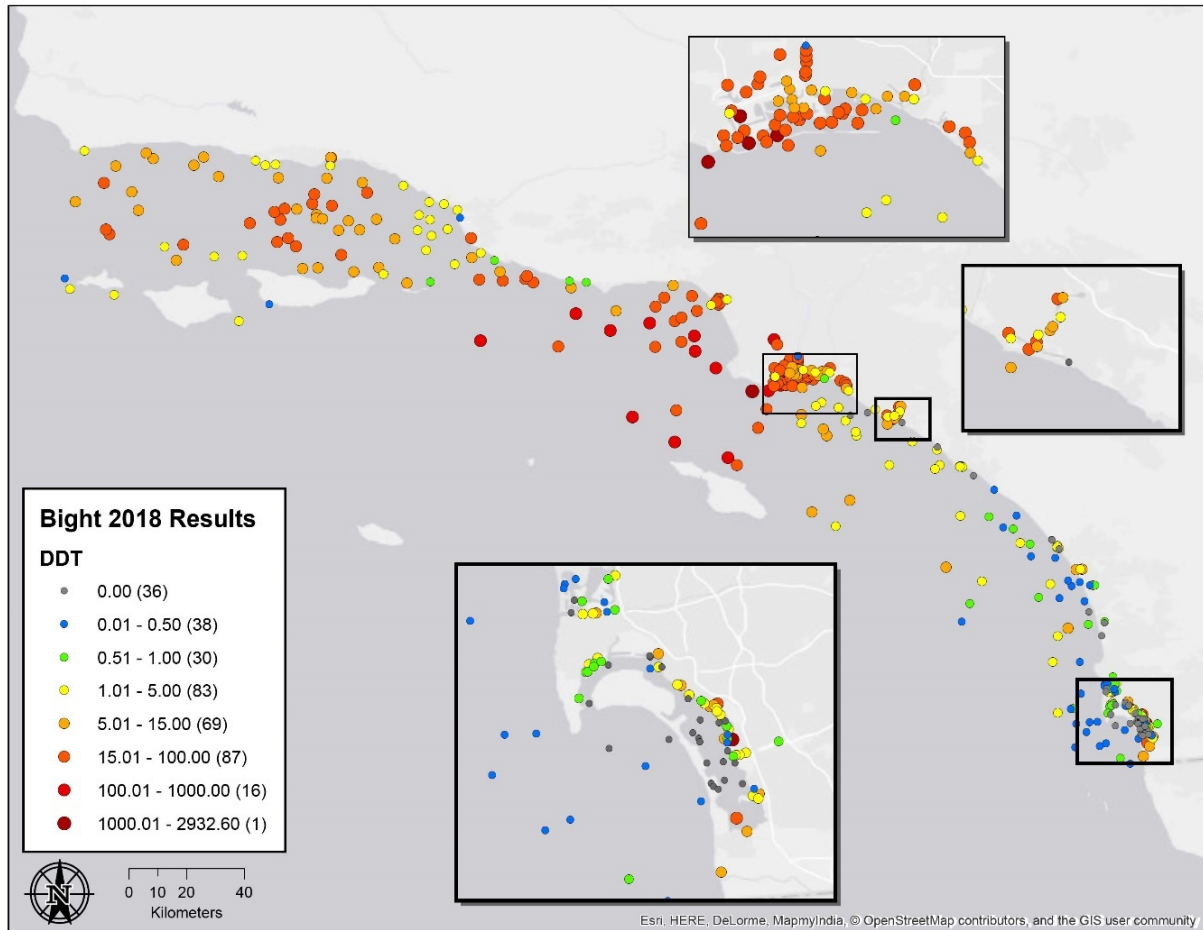 Bight 2018 Results
DDT
0.00 (36)
0.01 - 0.50 (38)
0.51 - 1.00 (30)
1.01 - 5.00 (83)
5.01 - 15.00 (69)
15.01 - 100.00 (87)
100.01 - 1000.00 (16)
1000.01 - 2932.60 (1)
N
0 10 20 40
Kilometers
Esri, HERE, DeLorme, MapmyIndia, © OpenStreetMap contributors, and the GIS user community